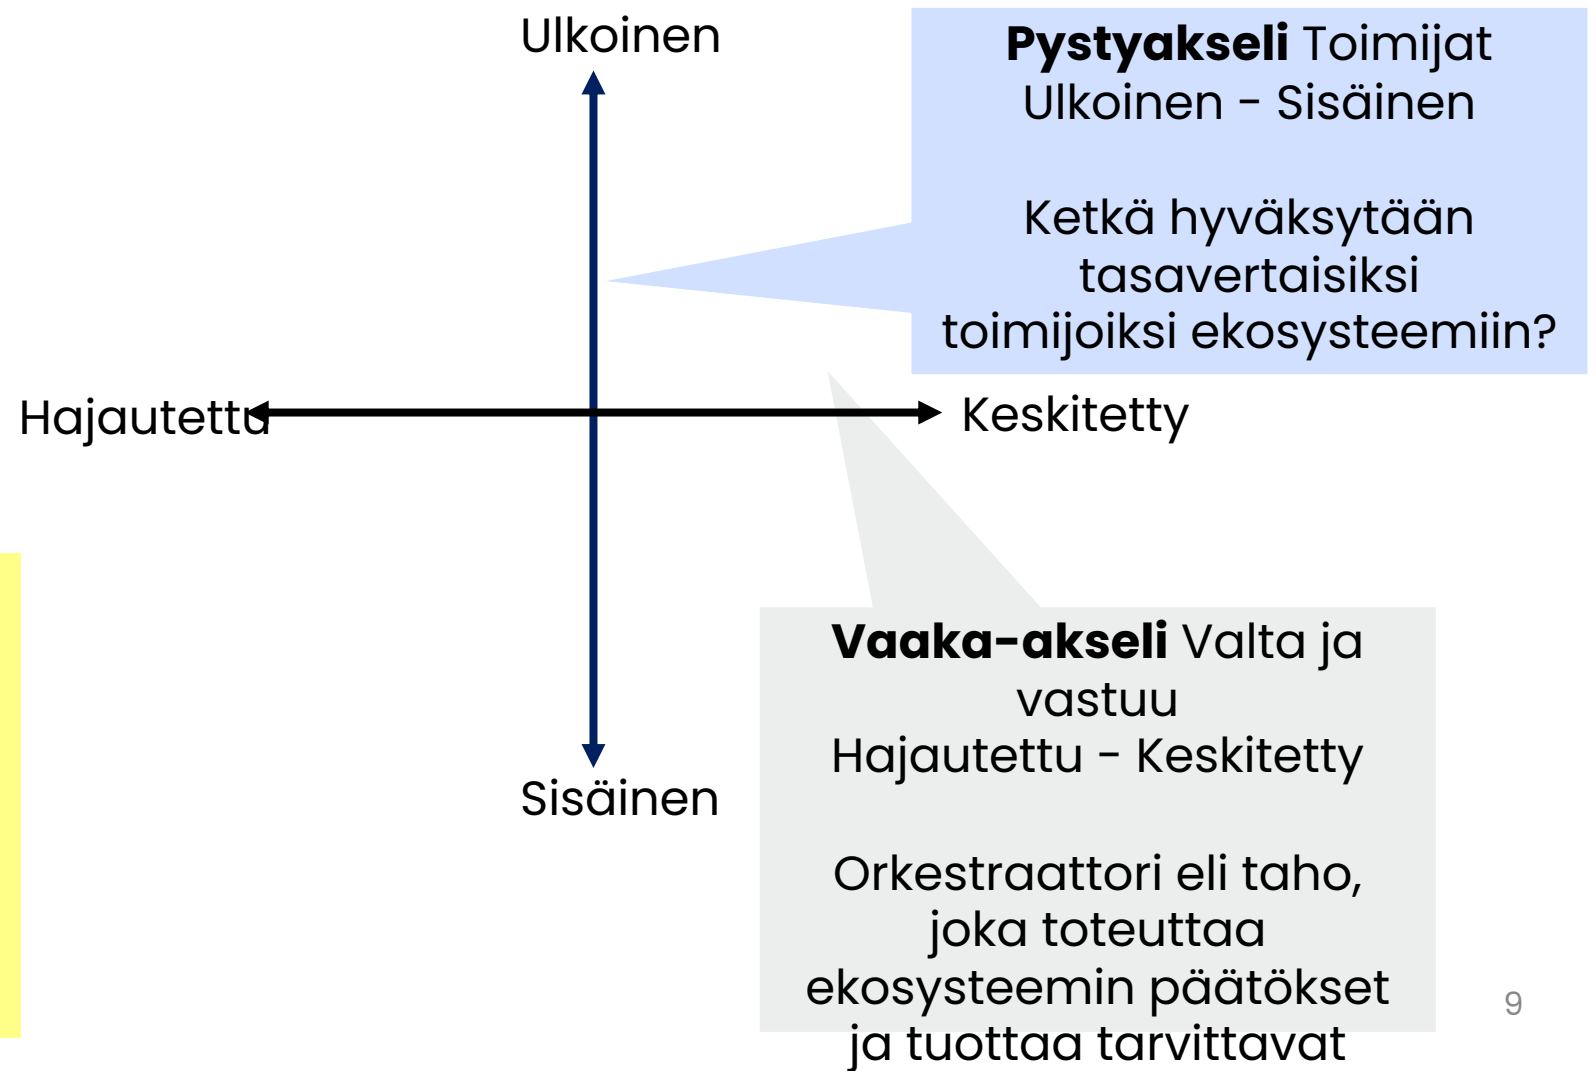 Ulkoinen
Pystyakseli Toimijat
Ulkoinen - Sisäinen
Ketkä hyväksytään
tasavertaisiksi
toimijoiksi ekosysteemiin?
Hajautettu
Keskitetty
Sisäinen
Vaaka-akseli Valta ja
vastuu
Hajautettu - Keskitetty
Orkestraattori eli taho,
joka toteuttaa
ekosysteemin päätökset
ja tuottaa tarvittavat
9